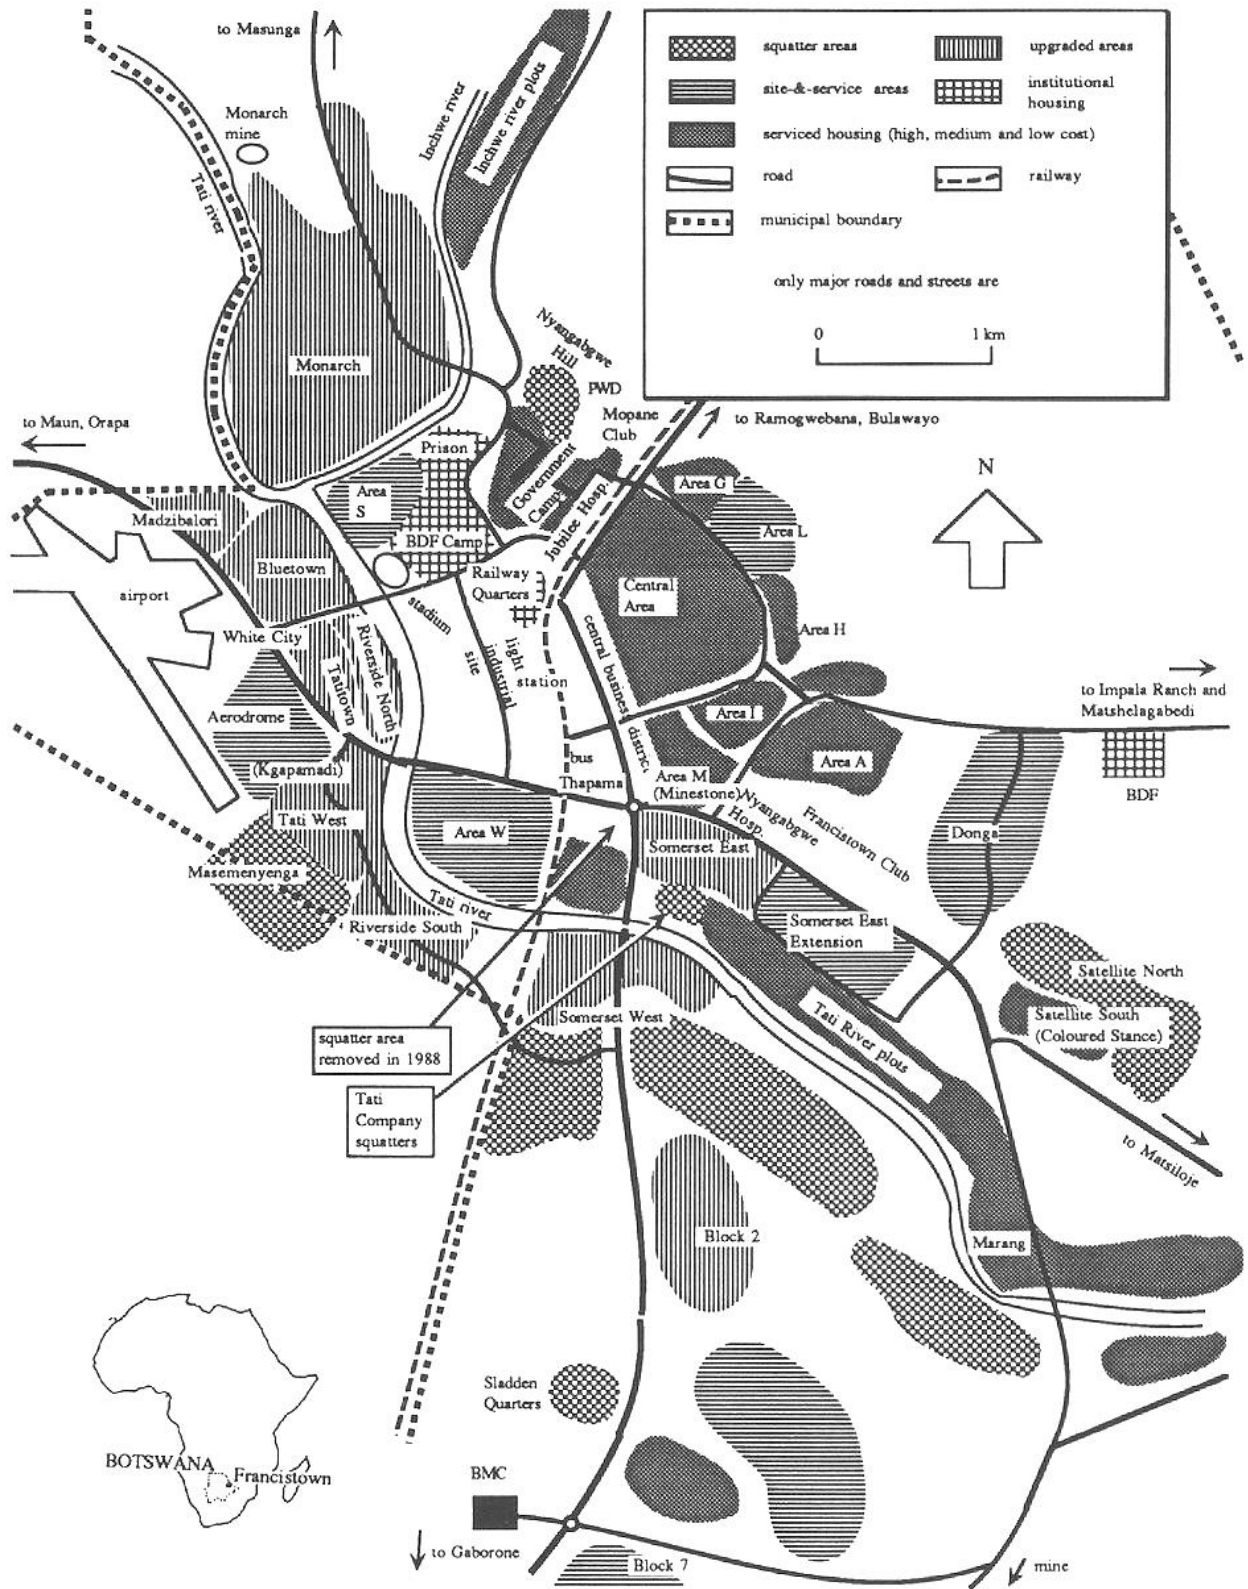 to Masunga
squatter areas
upgraded areas
site-&-service areas
institutional
housing
serviced housing (high, medium and low cost)
road
railway
municipal boundary
only major roads and streets are
0
1 km
Monarch
mine
Tati river
Inchwe river
Inchwe river plots
Monarch
Nyangabgwe
Hill
PWD
Mopane
Club
to Ramogwebana, Bulawayo
to Maun, Orapa
Prison
Area
S
Government
Camp
Jubilee Hosp.
Area G
Area L
N
Madzibalori
BDF Camp
Bluetown
airport
Railway
Quarters
Central
Area
stadium
White City
Riverside North
Tatitown
light
industrial
site
station
central busines
district
Area H
to Impala Ranch and
Matshelagabedi
Aerodrome
Area I
(Kgapamadi)
bus
Thapama
Area M
(Minestone)
Area A
BDF
Nyangabgwe
Hosp.
Francistown Club
Tati West
Area W
Somerset East
Donga
Masemenyenga
Tati river
Riverside South
Somerset East
Extension
Satellite North
Satellite South
(Coloured Stance)
Somerset West
Tati River plots
squatter area
removed in 1988
Tati
Company
squatters
to Matsiloje
Block 2
Marang
Sladden
Quarters
BOTSWANA
Francistown
BMC
to Gaborone
Block 7
mine